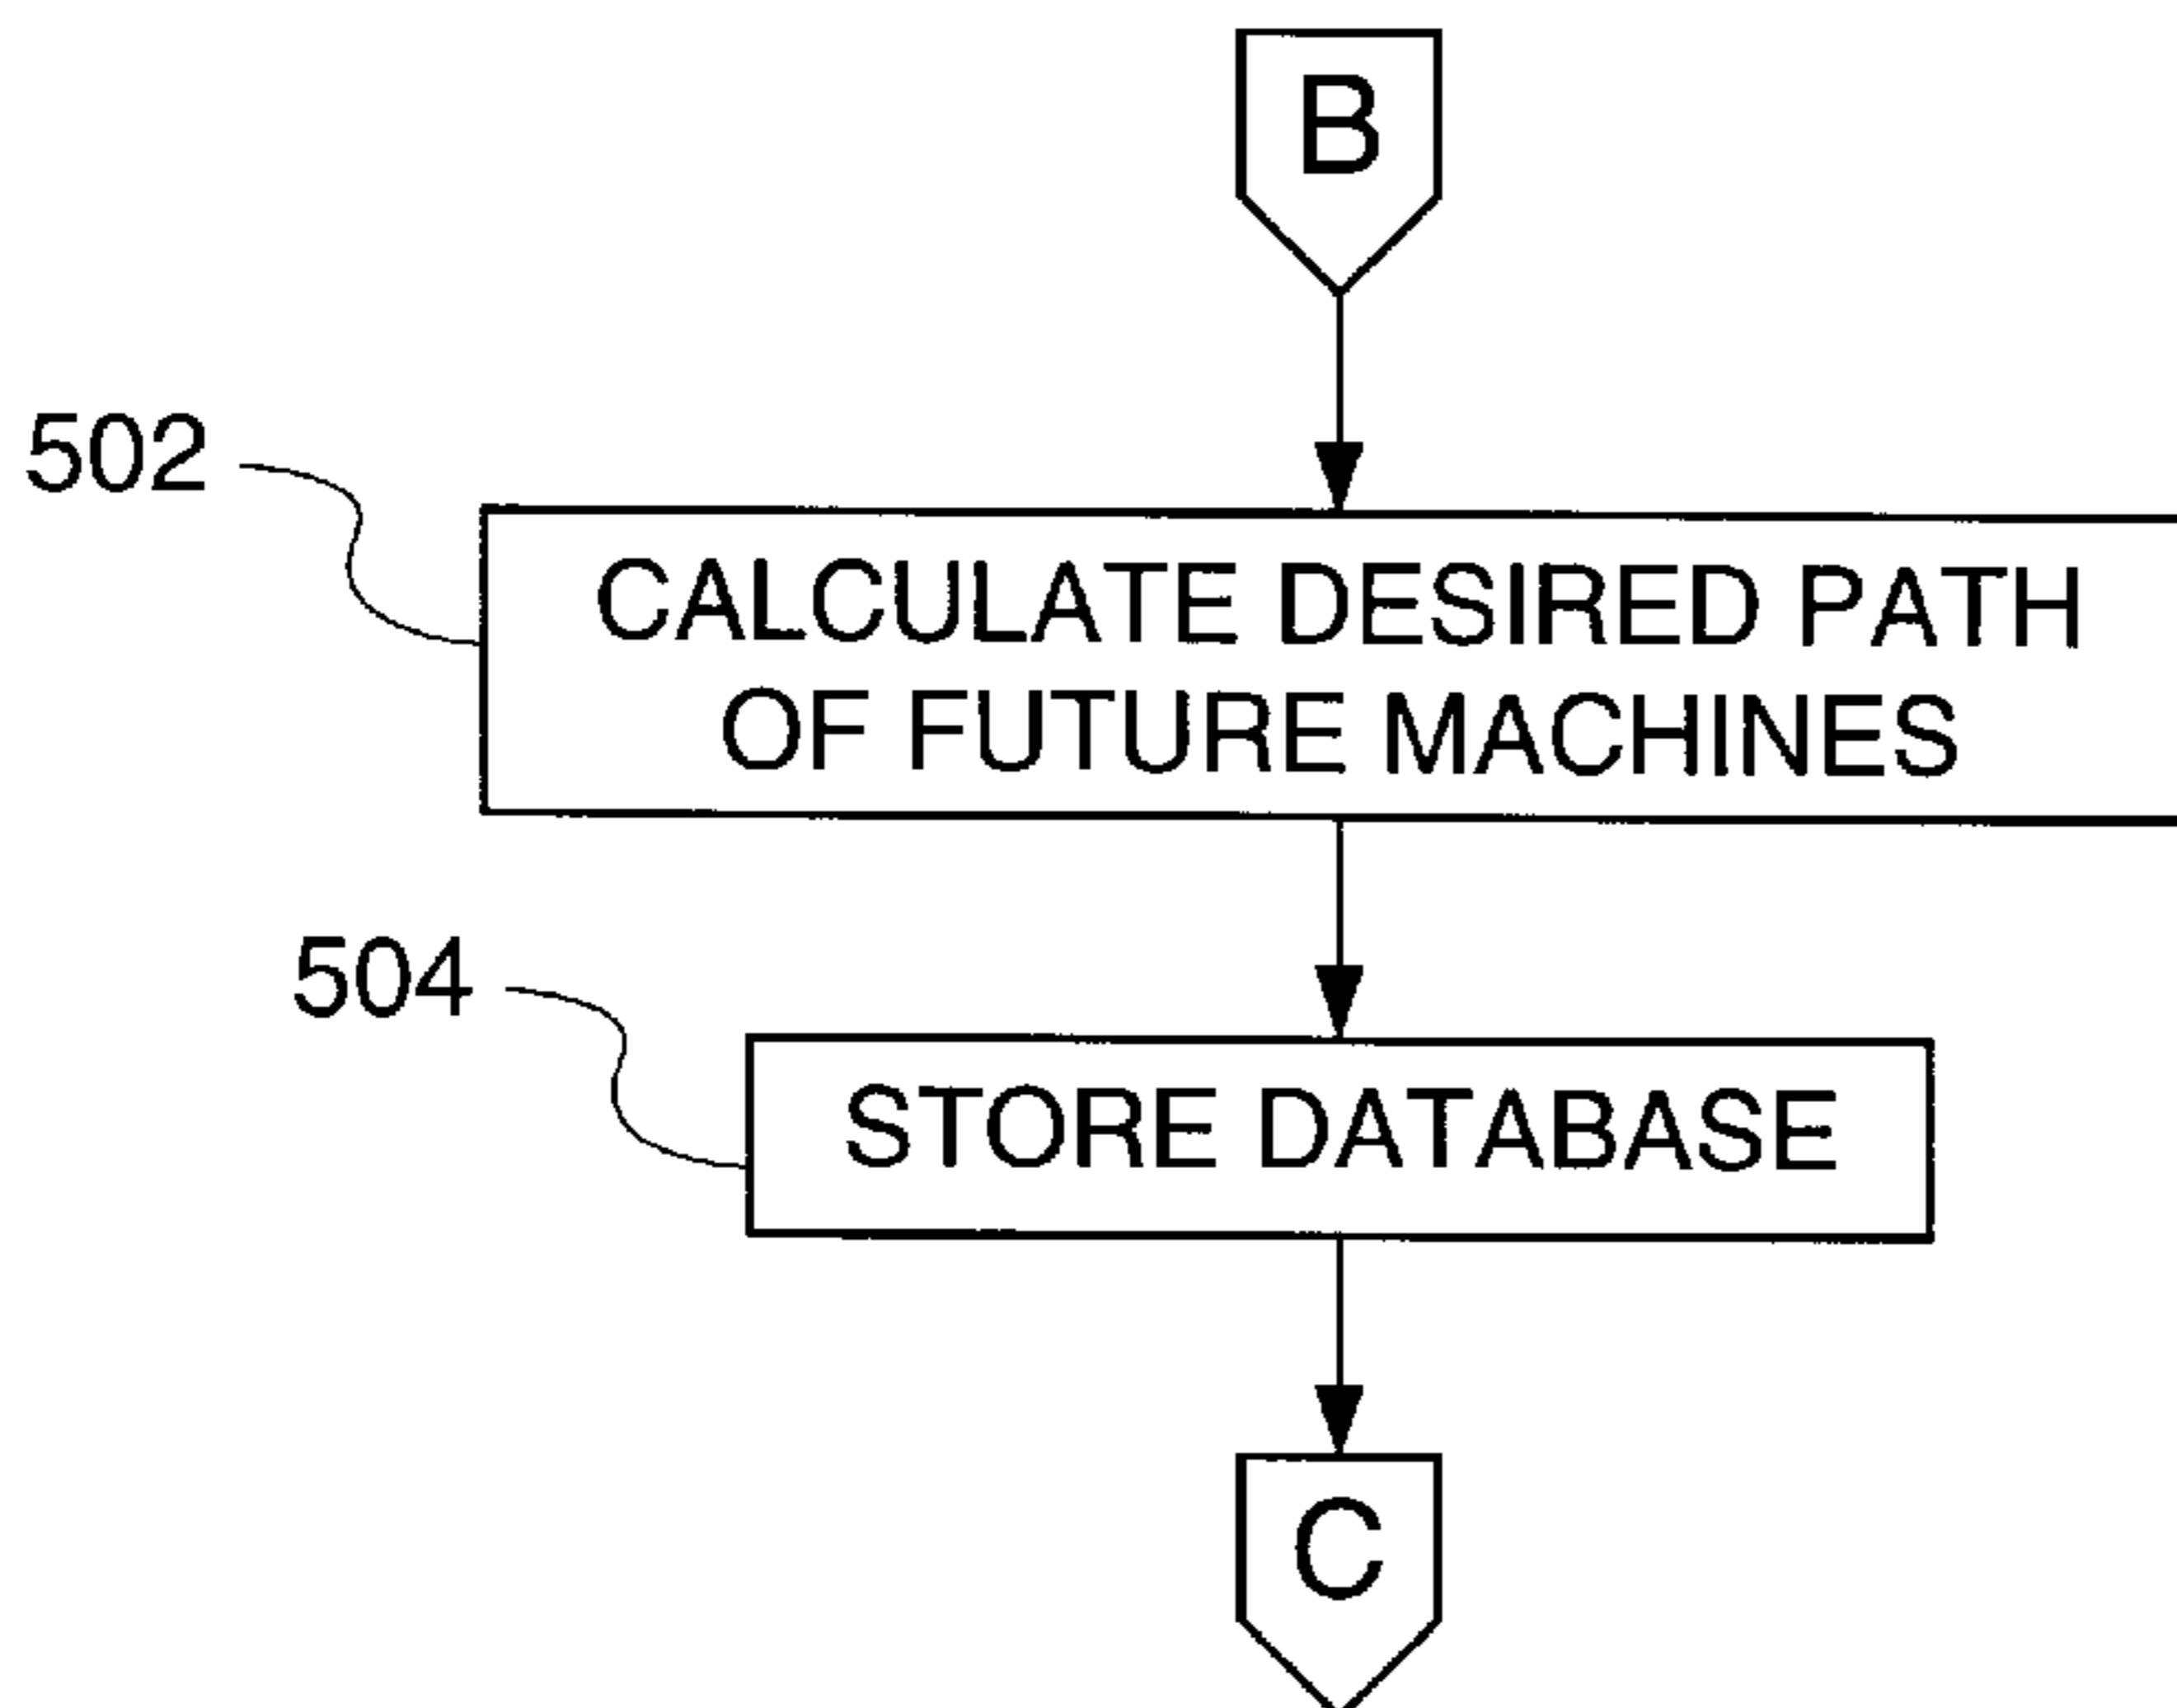 B
502
CALCULATE DESIRED PATH
OF FUTURE MACHINES
504
STORE DATABASE
C